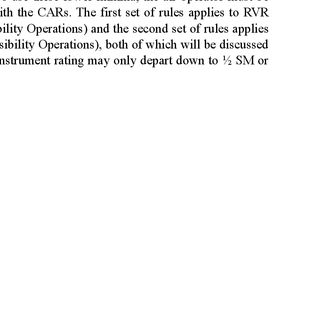 ith the CARs. The first set of rules applies to RVR
bility Operations) and the second set of rules applies
sibility Operations), both of which will be discussed
nstrument rating may only depart down to ½ SM or